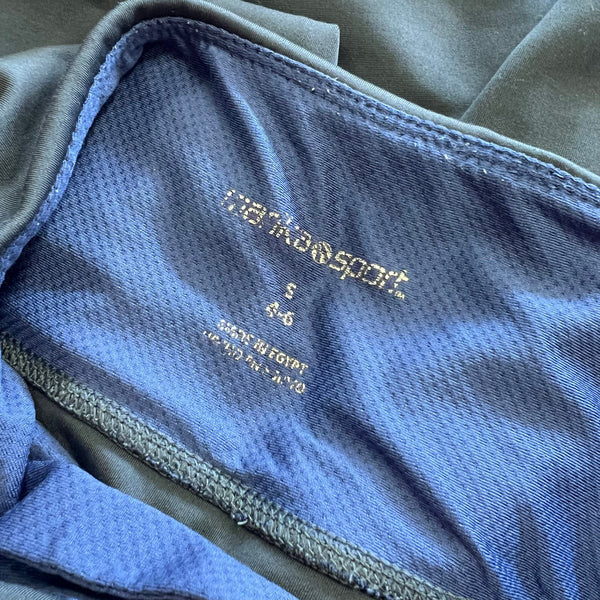 marika sport
S
4-6
MADE IN EGYPT